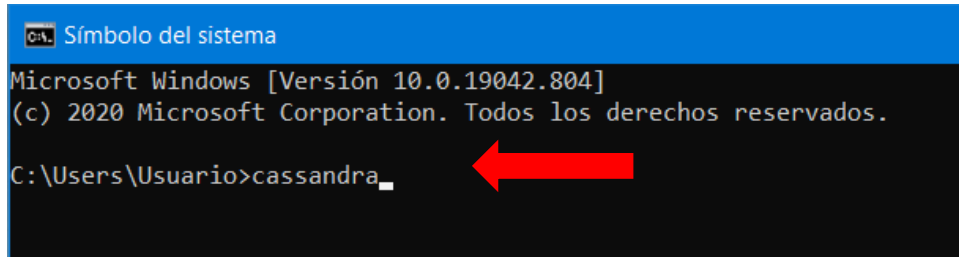 Símbolo del sistema
Microsoft Windows [Versión 10.0.19042.804]
(c) 2020 Microsoft Corporation. Todos los derechos reservados.
C:\Users\Usuario>cassandra